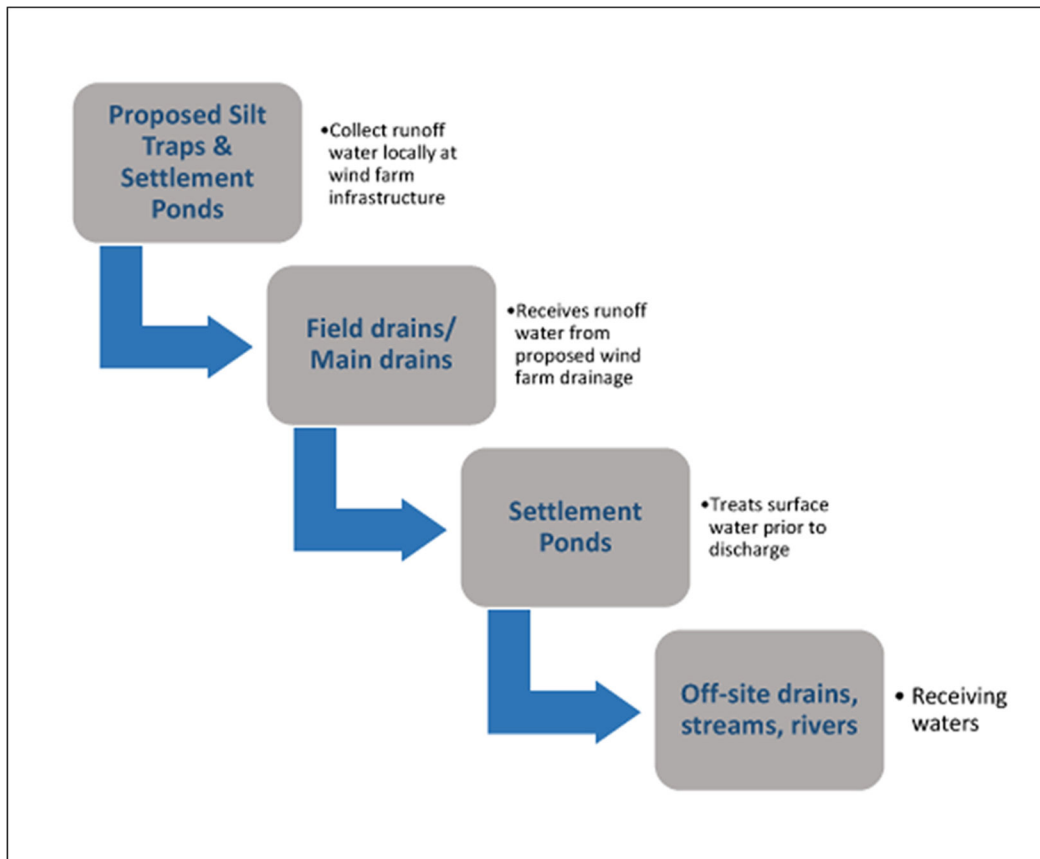 Proposed Silt
Traps &
Settlement
Ponds
•Collect runoff
water locally at
wind farm
infrastructure
Field drains/
Main drains
•Receives runoff
water from
proposed wind
farm drainage
Settlement
Ponds
•Treats surface
water prior to
discharge
Off-site drains,
streams, rivers
• Receiving
waters